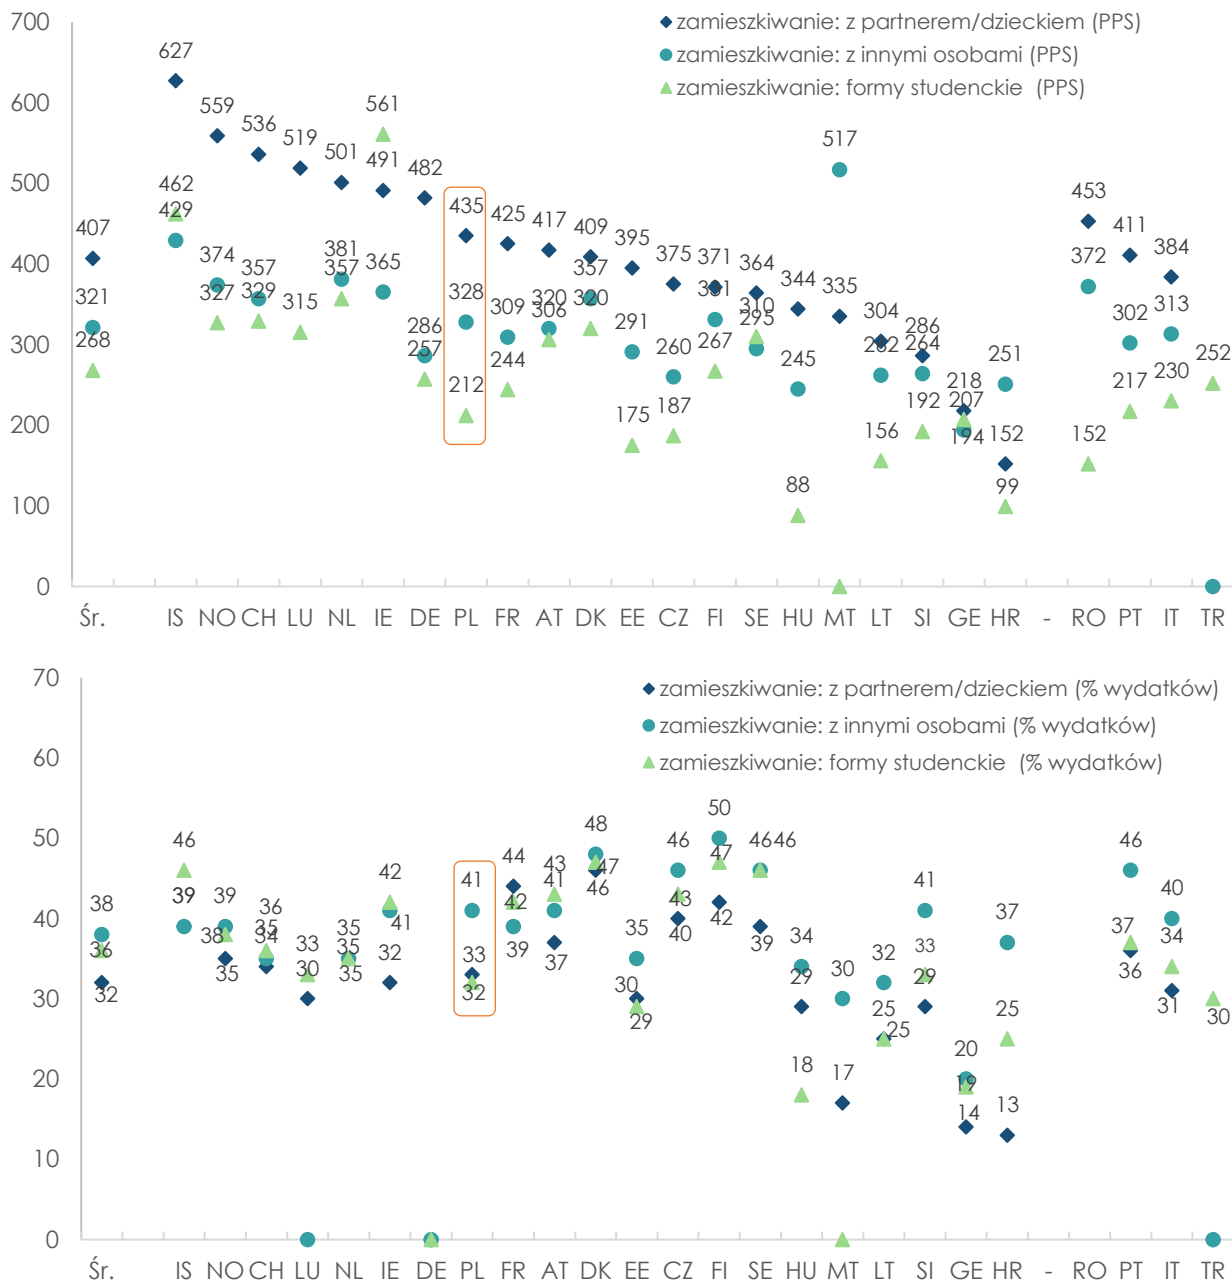 700
600
500
400
300
200
100
0
zamieszkiwanie: z partnerem/dzieckiem (PPS)
zamieszkiwanie: z innymi osobami (PPS)
zamieszkiwanie: formy studenckie (PPS)
407 627 559 536 519 501 491 482 435 425 417 409 395 375 371 364 344 335 304 286 218 152 453 411 384
321 429 374 357 381 365 286 328 309 320 357 291 260 331 295 245 517 262 264 194 251 372 302 313
268 462 327 329 315 357 561 257 212 244 306 320 175 187 267 310 88 156 192 207 99 152 217 230 252
Śr. IS NO CH LU NL IE DE PL FR AT DK EE CZ FI SE HU MT LT SI GE HR - RO PT IT TR
70
60
50
40
30
20
10
0
zamieszkiwanie: z partnerem/dzieckiem (% wydatków)
zamieszkiwanie: z innymi osobami (% wydatków)
zamieszkiwanie: formy studenckie (% wydatków)
32 39 35 34 30 35 32 33 44 37 46 30 40 42 39 29 17 25 29 14 13 36 31
38 39 39 35 35 41 41 39 41 48 35 46 50 46 34 30 32 41 20 37 46 40
36 46 38 36 33 35 42 32 42 43 47 29 43 47 46 18 25 33 19 25 37 34 30
Śr. IS NO CH LU NL IE DE PL FR AT DK EE CZ FI SE HU MT LT SI GE HR - RO PT IT TR